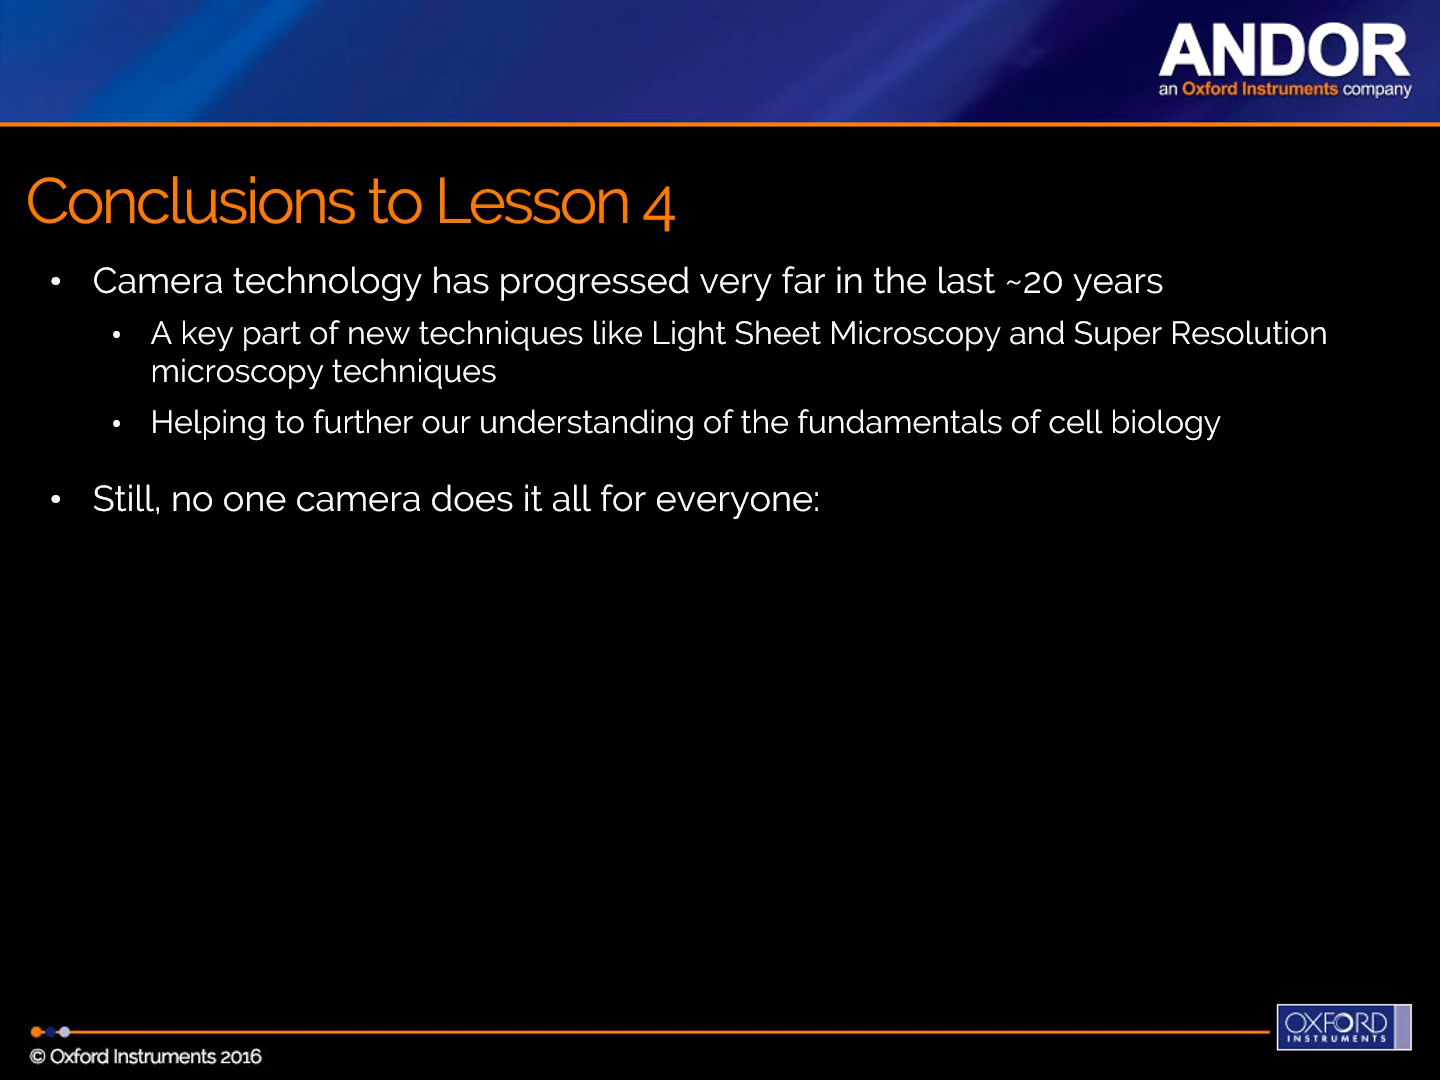 ANDOR
an Oxford Instruments company
Conclusions to Lesson 4
• Camera technology has progressed very far in the last ~20 years
• A key part of new techniques like Light Sheet Microscopy and Super Resolution
microscopy techniques
• Helping to further our understanding of the fundamentals of cell biology
• Still, no one camera does it all for everyone:
OXFORD
INSTRUMENTS
© Oxford Instruments 2016